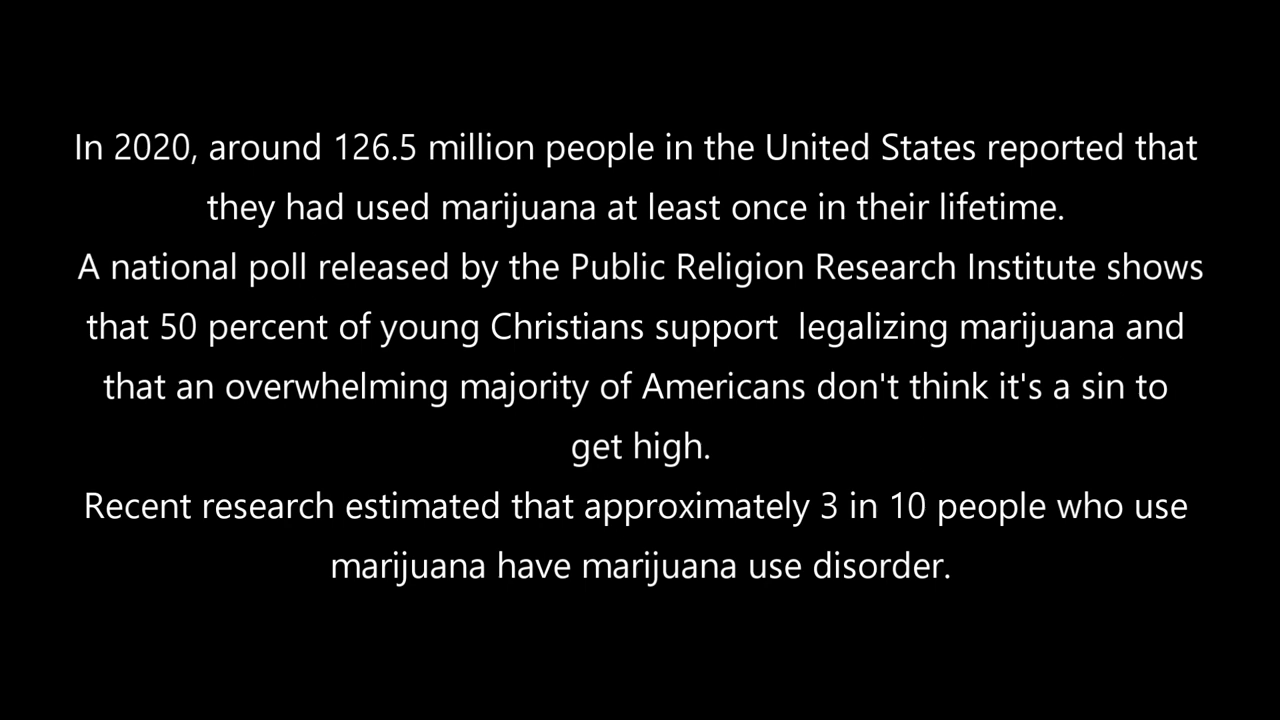 In 2020, around 126.5 million people in the United States reported that
they had used marijuana at least once in their lifetime.
A national poll released by the Public Religion Research Institute shows
that 50 percent of young Christians support  legalizing marijuana and
that an overwhelming majority of Americans don't think it's a sin to
get high.
Recent research estimated that approximately 3 in 10 people who use
marijuana have marijuana use disorder.